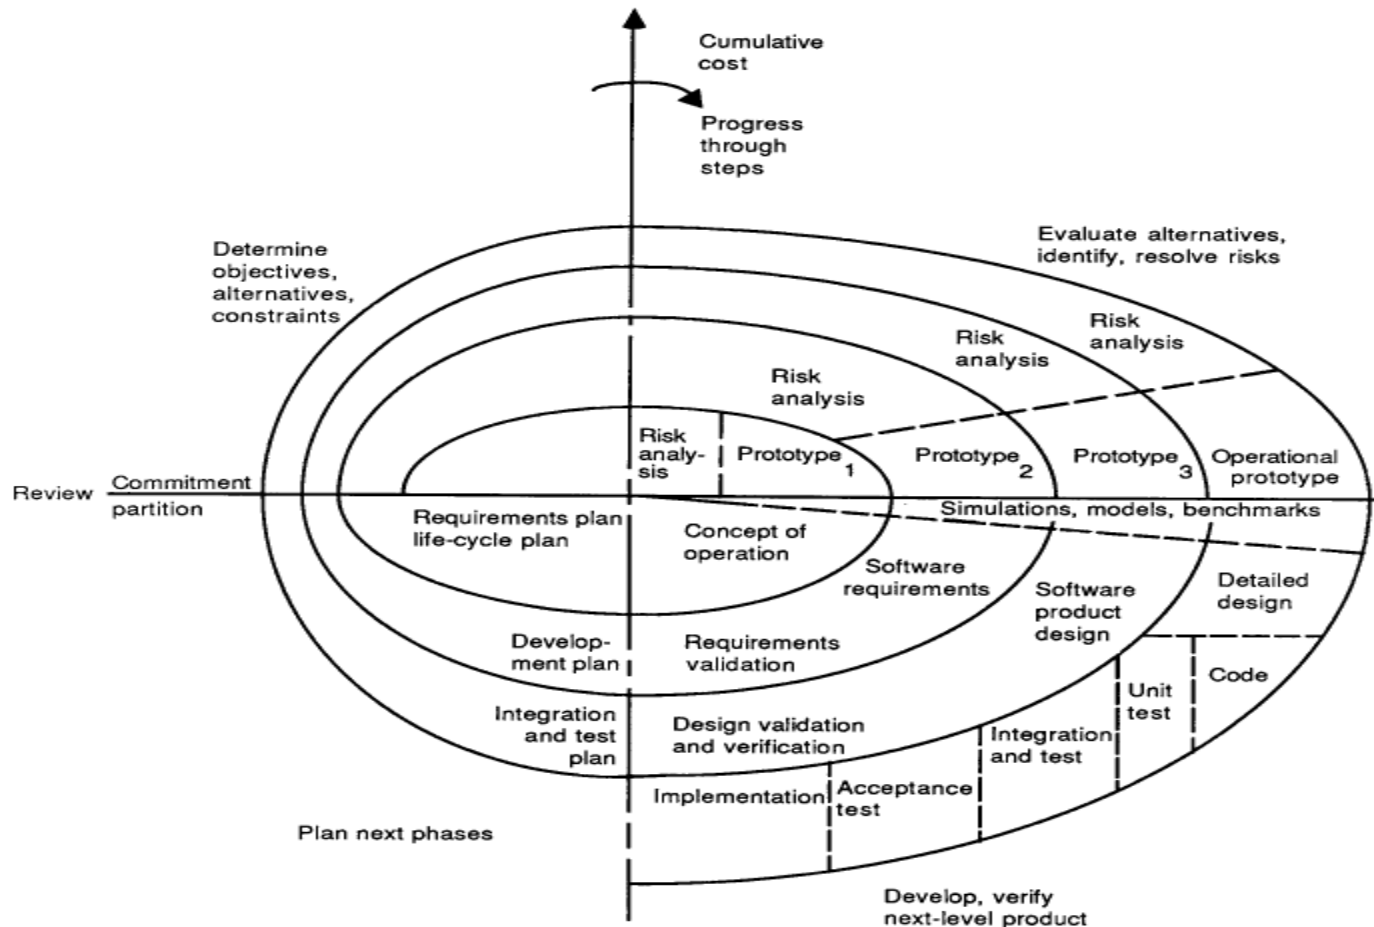 Cumulative
cost
Progress
through
steps
Determine
objectives,
alternatives,
constraints
Evaluate alternatives,
identify, resolve risks
Risk
analysis
Risk
analysis
Risk
analysis
Risk
analy-
sis
Prototype
1
Prototype
2
Prototype
3
Operational
prototype
Review
Commitment
partition
Simulations, models, benchmarks
Requirements plan
life-cycle plan
Concept of
operation
Software
requirements
Software
product
design
Detailed
design
Develop-
ment plan
Requirements
validation
Code
Unit
test
Integration
and test
plan
Design validation
and verification
Integration
and test
Acceptance
test
Implementation
Plan next phases
Develop, verify
next-level product